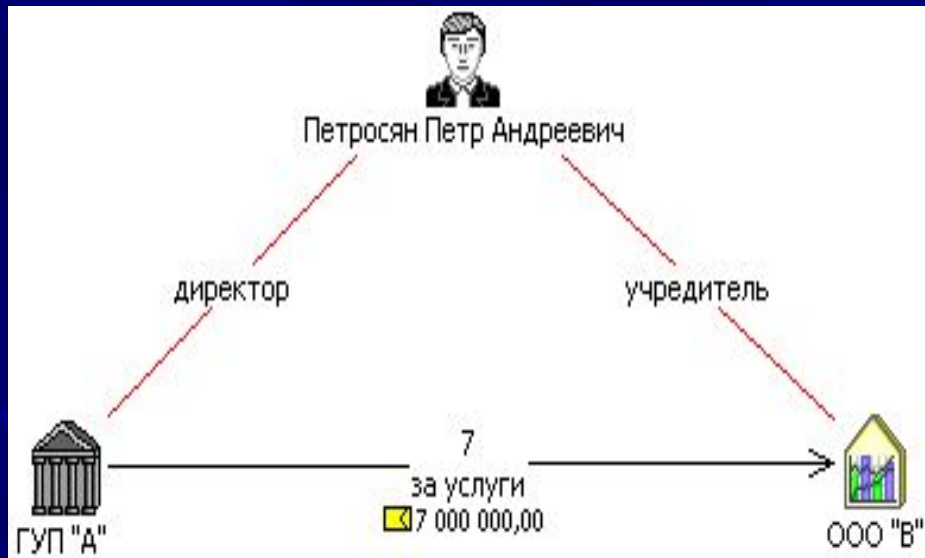 Петросян Петр Андреевич
директор
учредитель
7
за услуги
7 000 000,00
ГУП "А"
ООО "В"